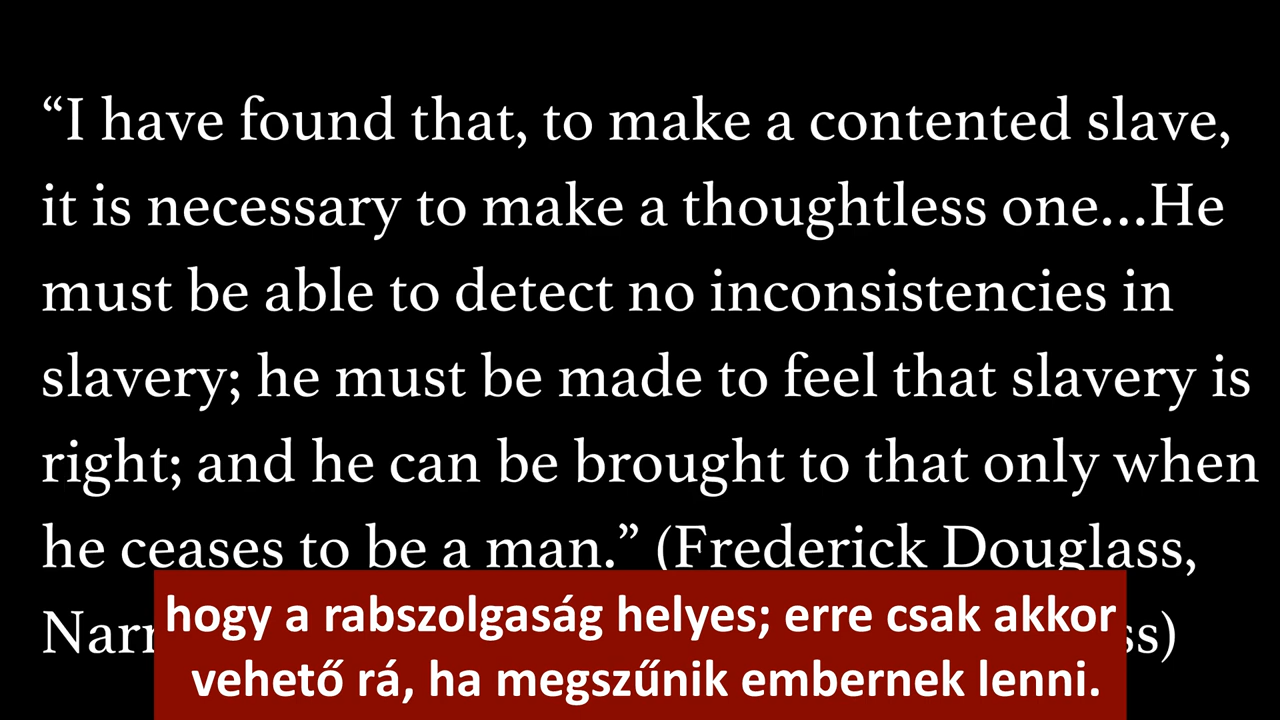 “I have found that, to make a contented slave,
it is necessary to make a thoughtless one...He
must be able to detect no inconsistencies in
slavery; he must be made to feel that slavery is
right; and he can be brought to that only when
he ceases to be a man.” (Frederick Douglass,
hogy a rabszolgaság helyes; erre csak akkor
vehető rá, ha megszűnik embernek lenni.